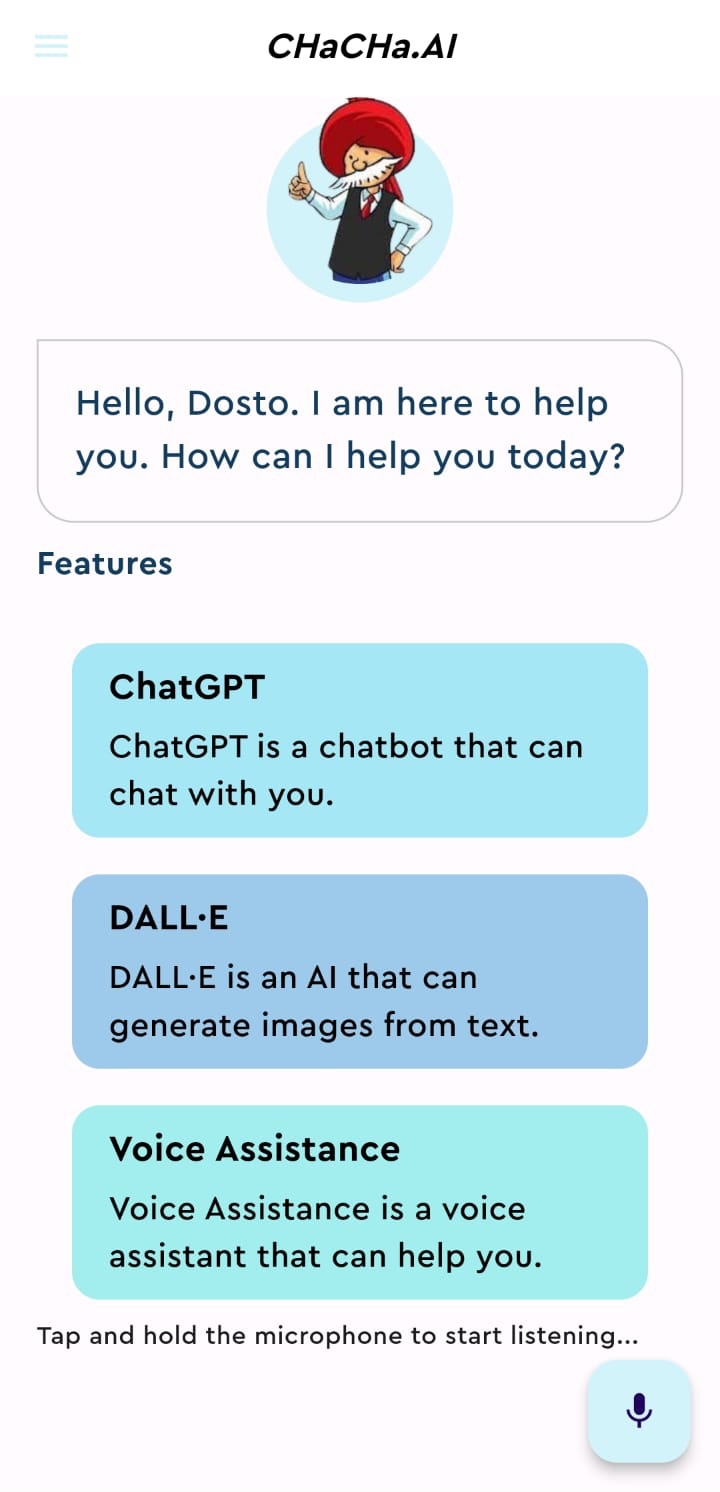 CHaCHa.AI
Hello, Dosto. I am here to help
you. How can I help you today?
Features
ChatGPT
ChatGPT is a chatbot that can
chat with you.
DALL·E
DALL·E is an AI that can
generate images from text.
Voice Assistance
Voice Assistance is a voice
assistant that can help you.
Tap and hold the microphone to start listening...